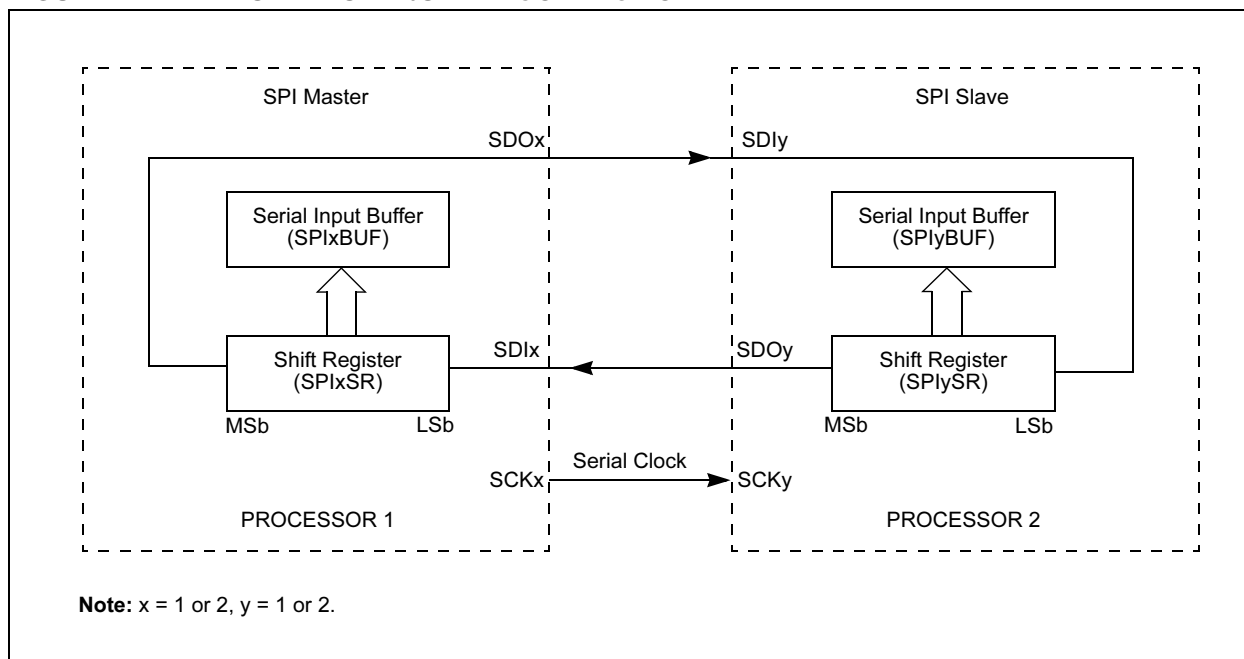 SPI Master
SPI Slave
SDOx
SDIy
Serial Input Buffer
(SPIxBUF)
Serial Input Buffer
(SPIyBUF)
Shift Register
(SPIxSR)
SDIx
SDOy
Shift Register
(SPIySR)
MSb
LSb
MSb
LSb
Serial Clock
SCKx
SCKy
PROCESSOR 1
PROCESSOR 2
Note: x = 1 or 2, y = 1 or 2.